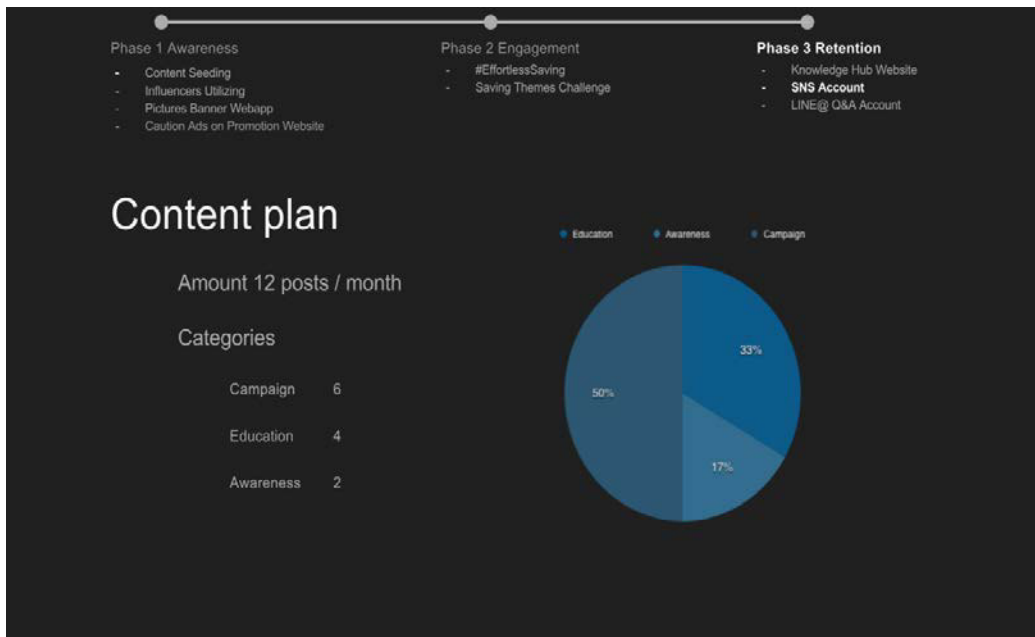 Phase 1 Awareness
- Content Seeding
- Influencers Utilizing
- Pictures Banner Webapp
- Caution Ads on Promotion Website
Phase 2 Engagement
- #EffortlessSaving
- Saving Themes Challenge
Phase 3 Retention
- Knowledge Hub Website
- SNS Account
- LINE@ Q&A Account
Content plan
Amount 12 posts / month
Categories
Campaign 6
Education 4
Awareness 2
Education Awareness Campaign
33%
50%
17%